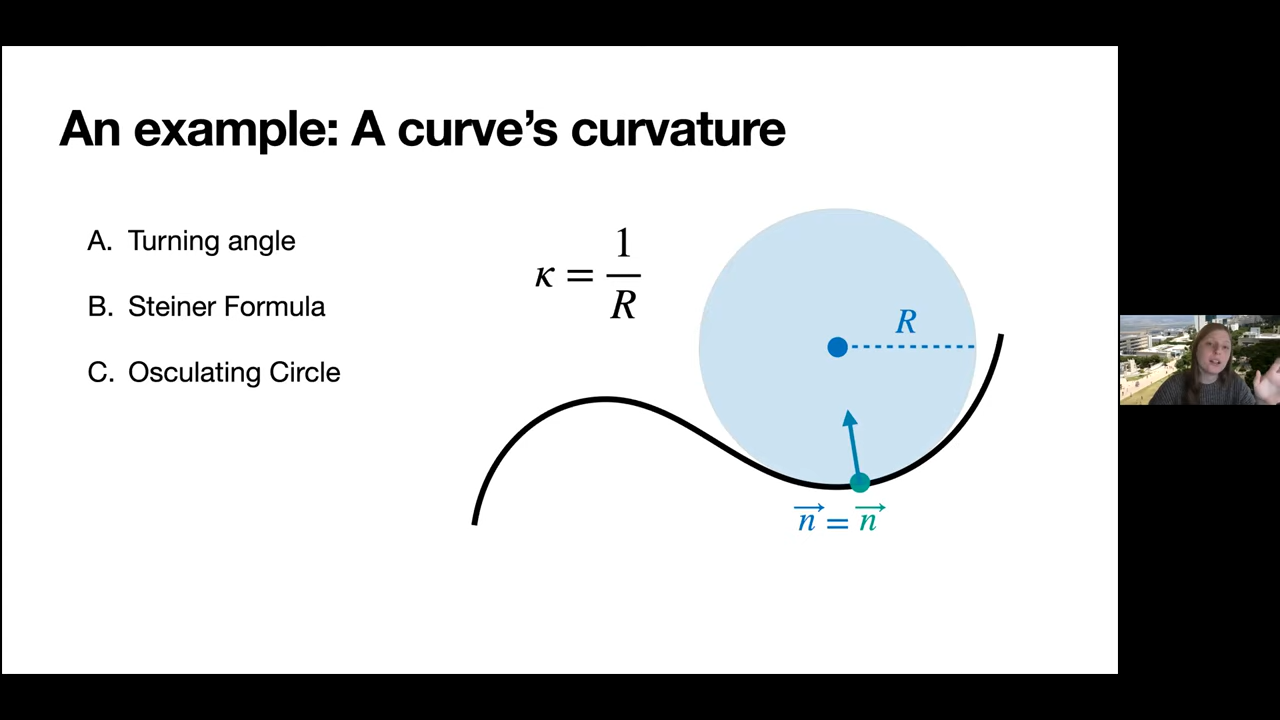 An example: A curve's curvature
A. Turning angle
B. Steiner Formula
C. Osculating Circle
κ = 1/R
R
n⃗ = n⃗